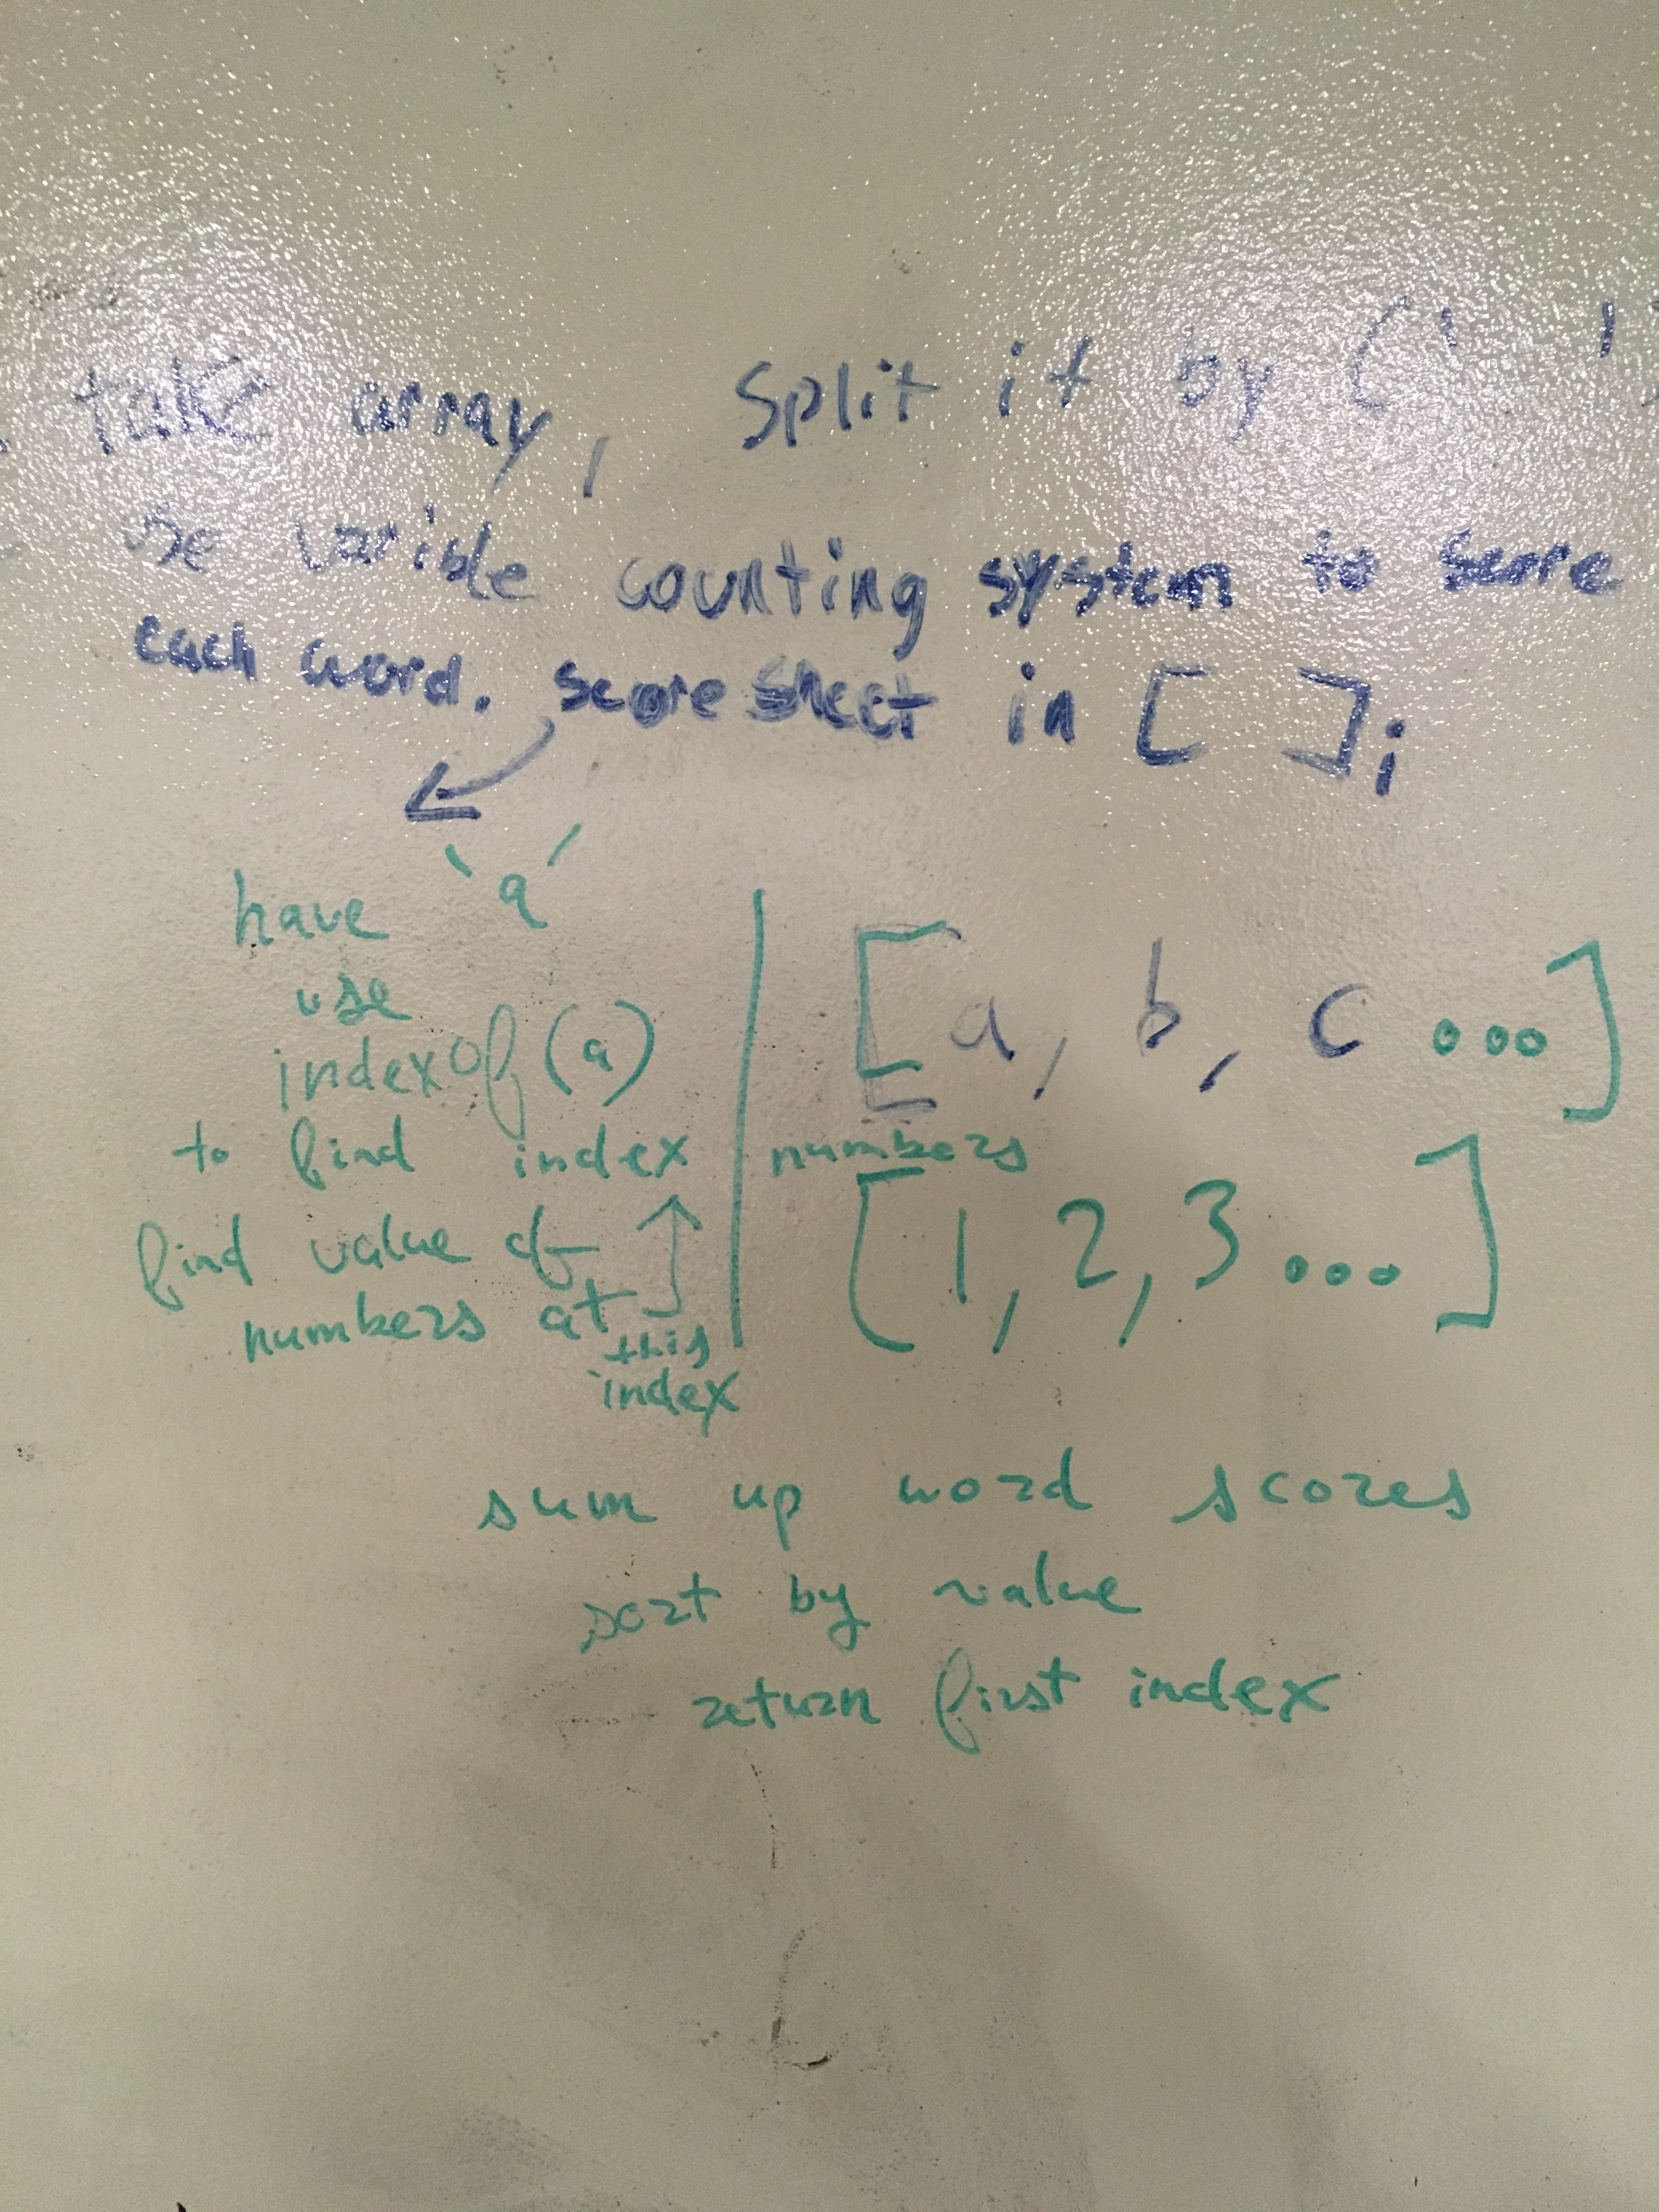 take array, Split it by (' '
use varible counting system to score
each word. score sheet in [ ];
have `a´
use
indexOf(a)
to find index
find value of
numbers at
this
index
[a, b, c ...]
numbers
[1, 2, 3 ...]
sum up word scores
sort by value
return first index